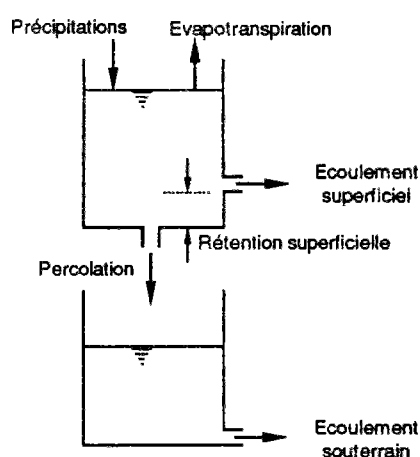 Précipitations
Evapotranspiration
Ecoulement
superficiel
Rétention superficielle
Percolation
Ecoulement
souterrain